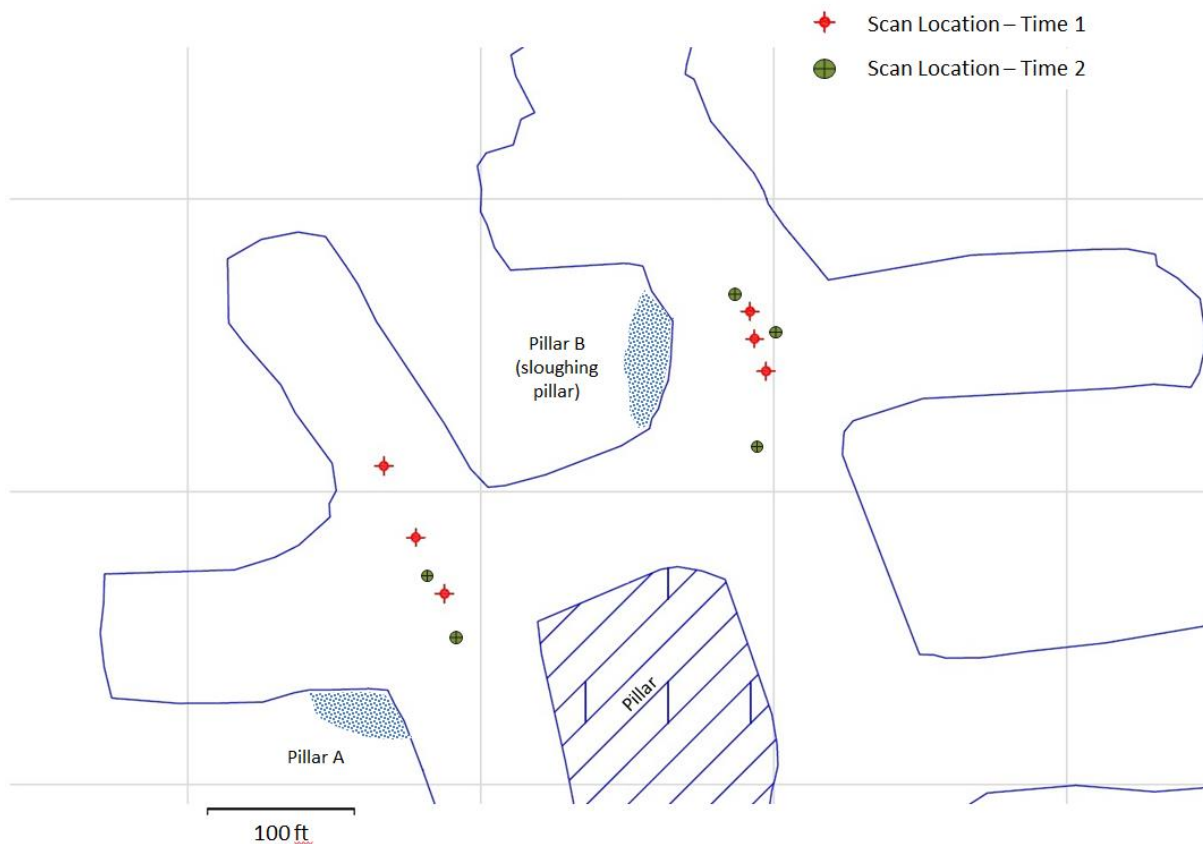 Scan Location – Time 1
Scan Location – Time 2
Pillar B
(sloughing
pillar)
Pillar
Pillar A
100 ft